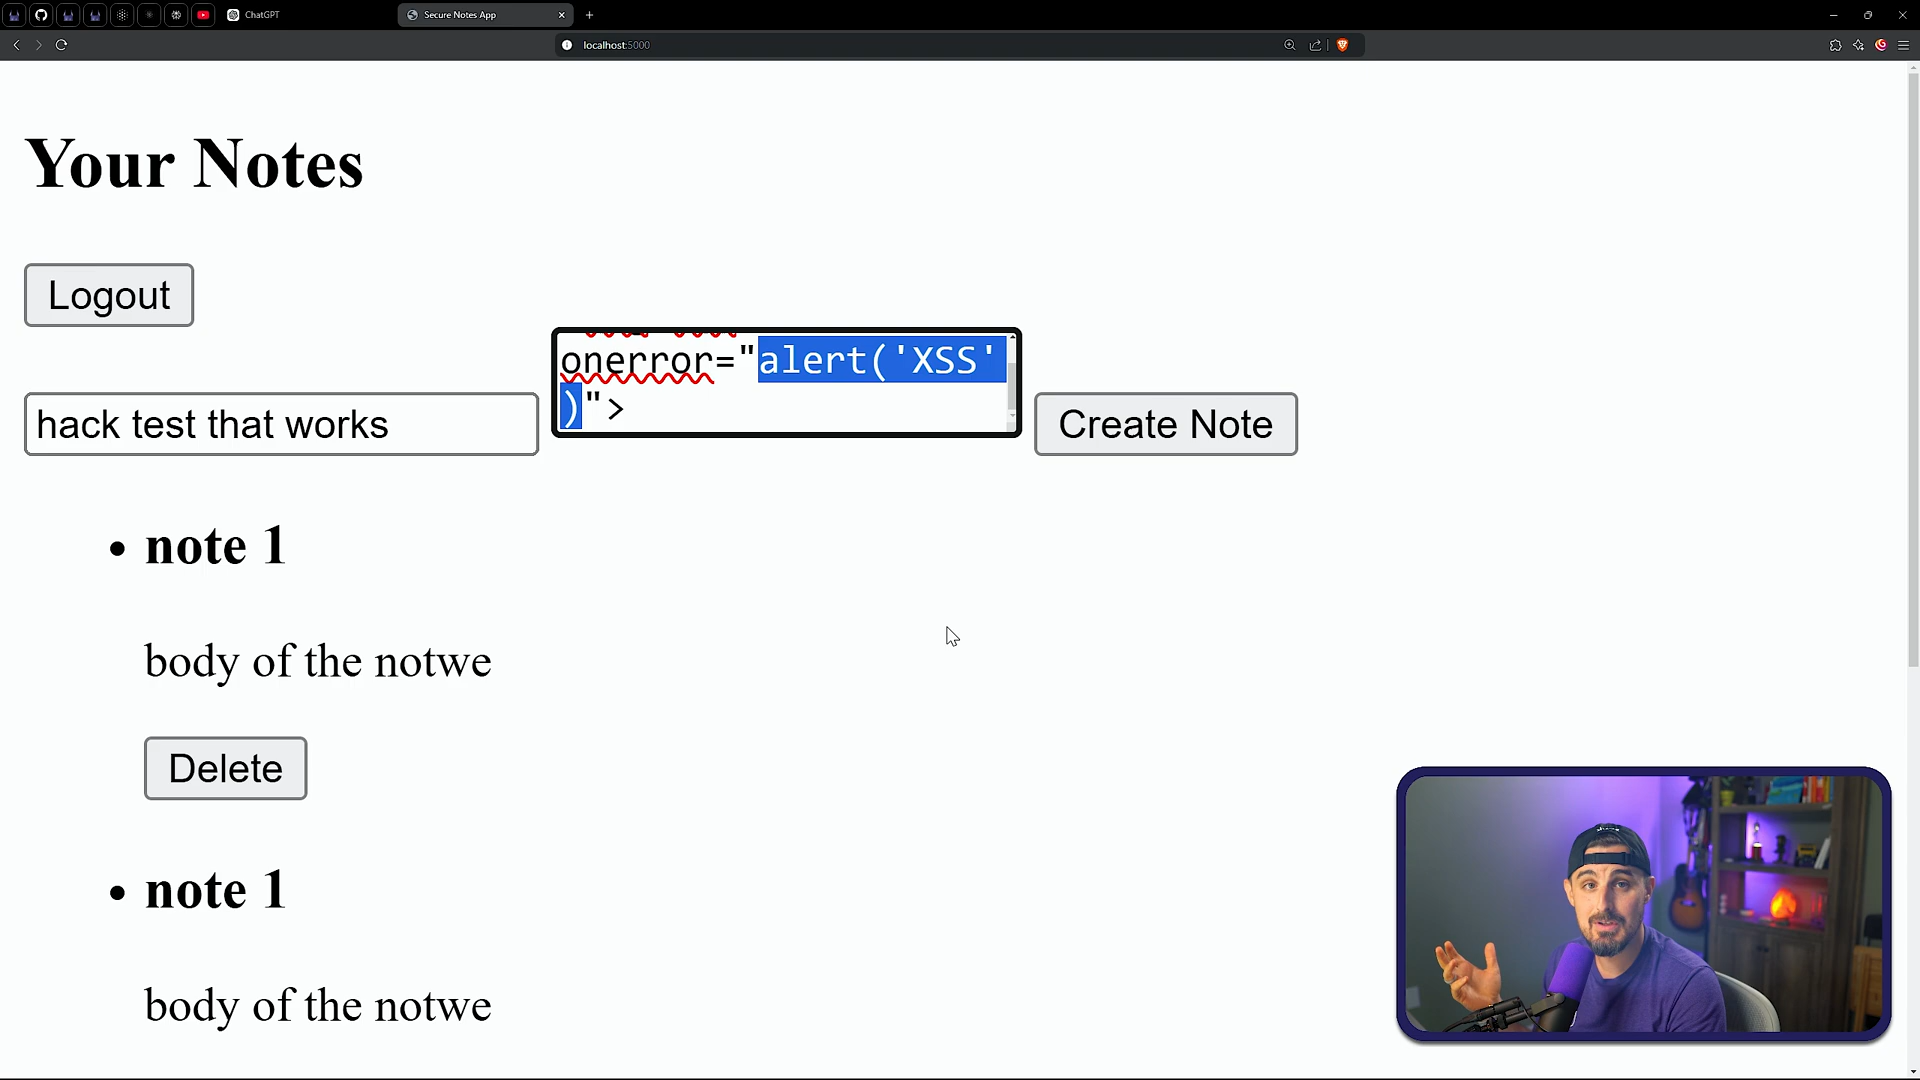 ChatGPT
Secure Notes App
localhost:5000
Your Notes
Logout
onerror="alert('XSS'
)">
hack test that works
Create Note
note 1
body of the notwe
Delete
note 1
body of the notwe